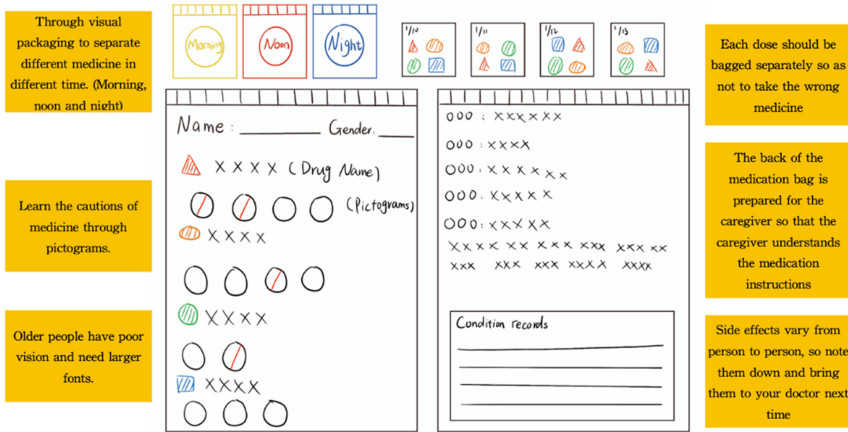 Through visual
packaging to separate
different medicine in
different time. (Morning,
noon and night)
Learn the cautions of
medicine through
pictograms.
Older people have poor
vision and need larger
fonts.
Morning
Noon
Night
1/10
1/11
1/12
1/13
Name: Gender:
XXXX (Drug Name)
(Pictograms)
XXXX
XXXX
XXXX
OOO: XXXXXX
OOO: XXXX
OOO: XXXXXXX
OOO: XXXXX
OOO: XXXXX
XXXX XX XXX XXX XXXX XX
XXX XXX XXX XXXX XXXX
Condition records
Each dose should be
bagged separately so as
not to take the wrong
medicine
The back of the
medication bag is
prepared for the
caregiver so that the
caregiver understands
the medication
instructions
Side effects vary from
person to person, so note
them down and bring
them to your doctor next
time